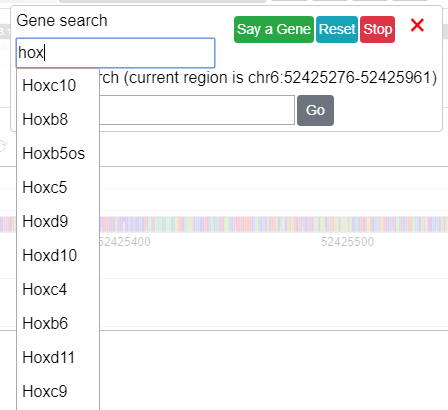 Gene search
Say a Gene Reset Stop ×
hox
rch (current region is chr6:52425276-52425961)
Hoxc10
Hoxb8
Go
Hoxb5os
Hoxc5
Hoxd9
52425400 52425500
Hoxd10
Hoxc4
Hoxb6
Hoxd11
Hoxc9